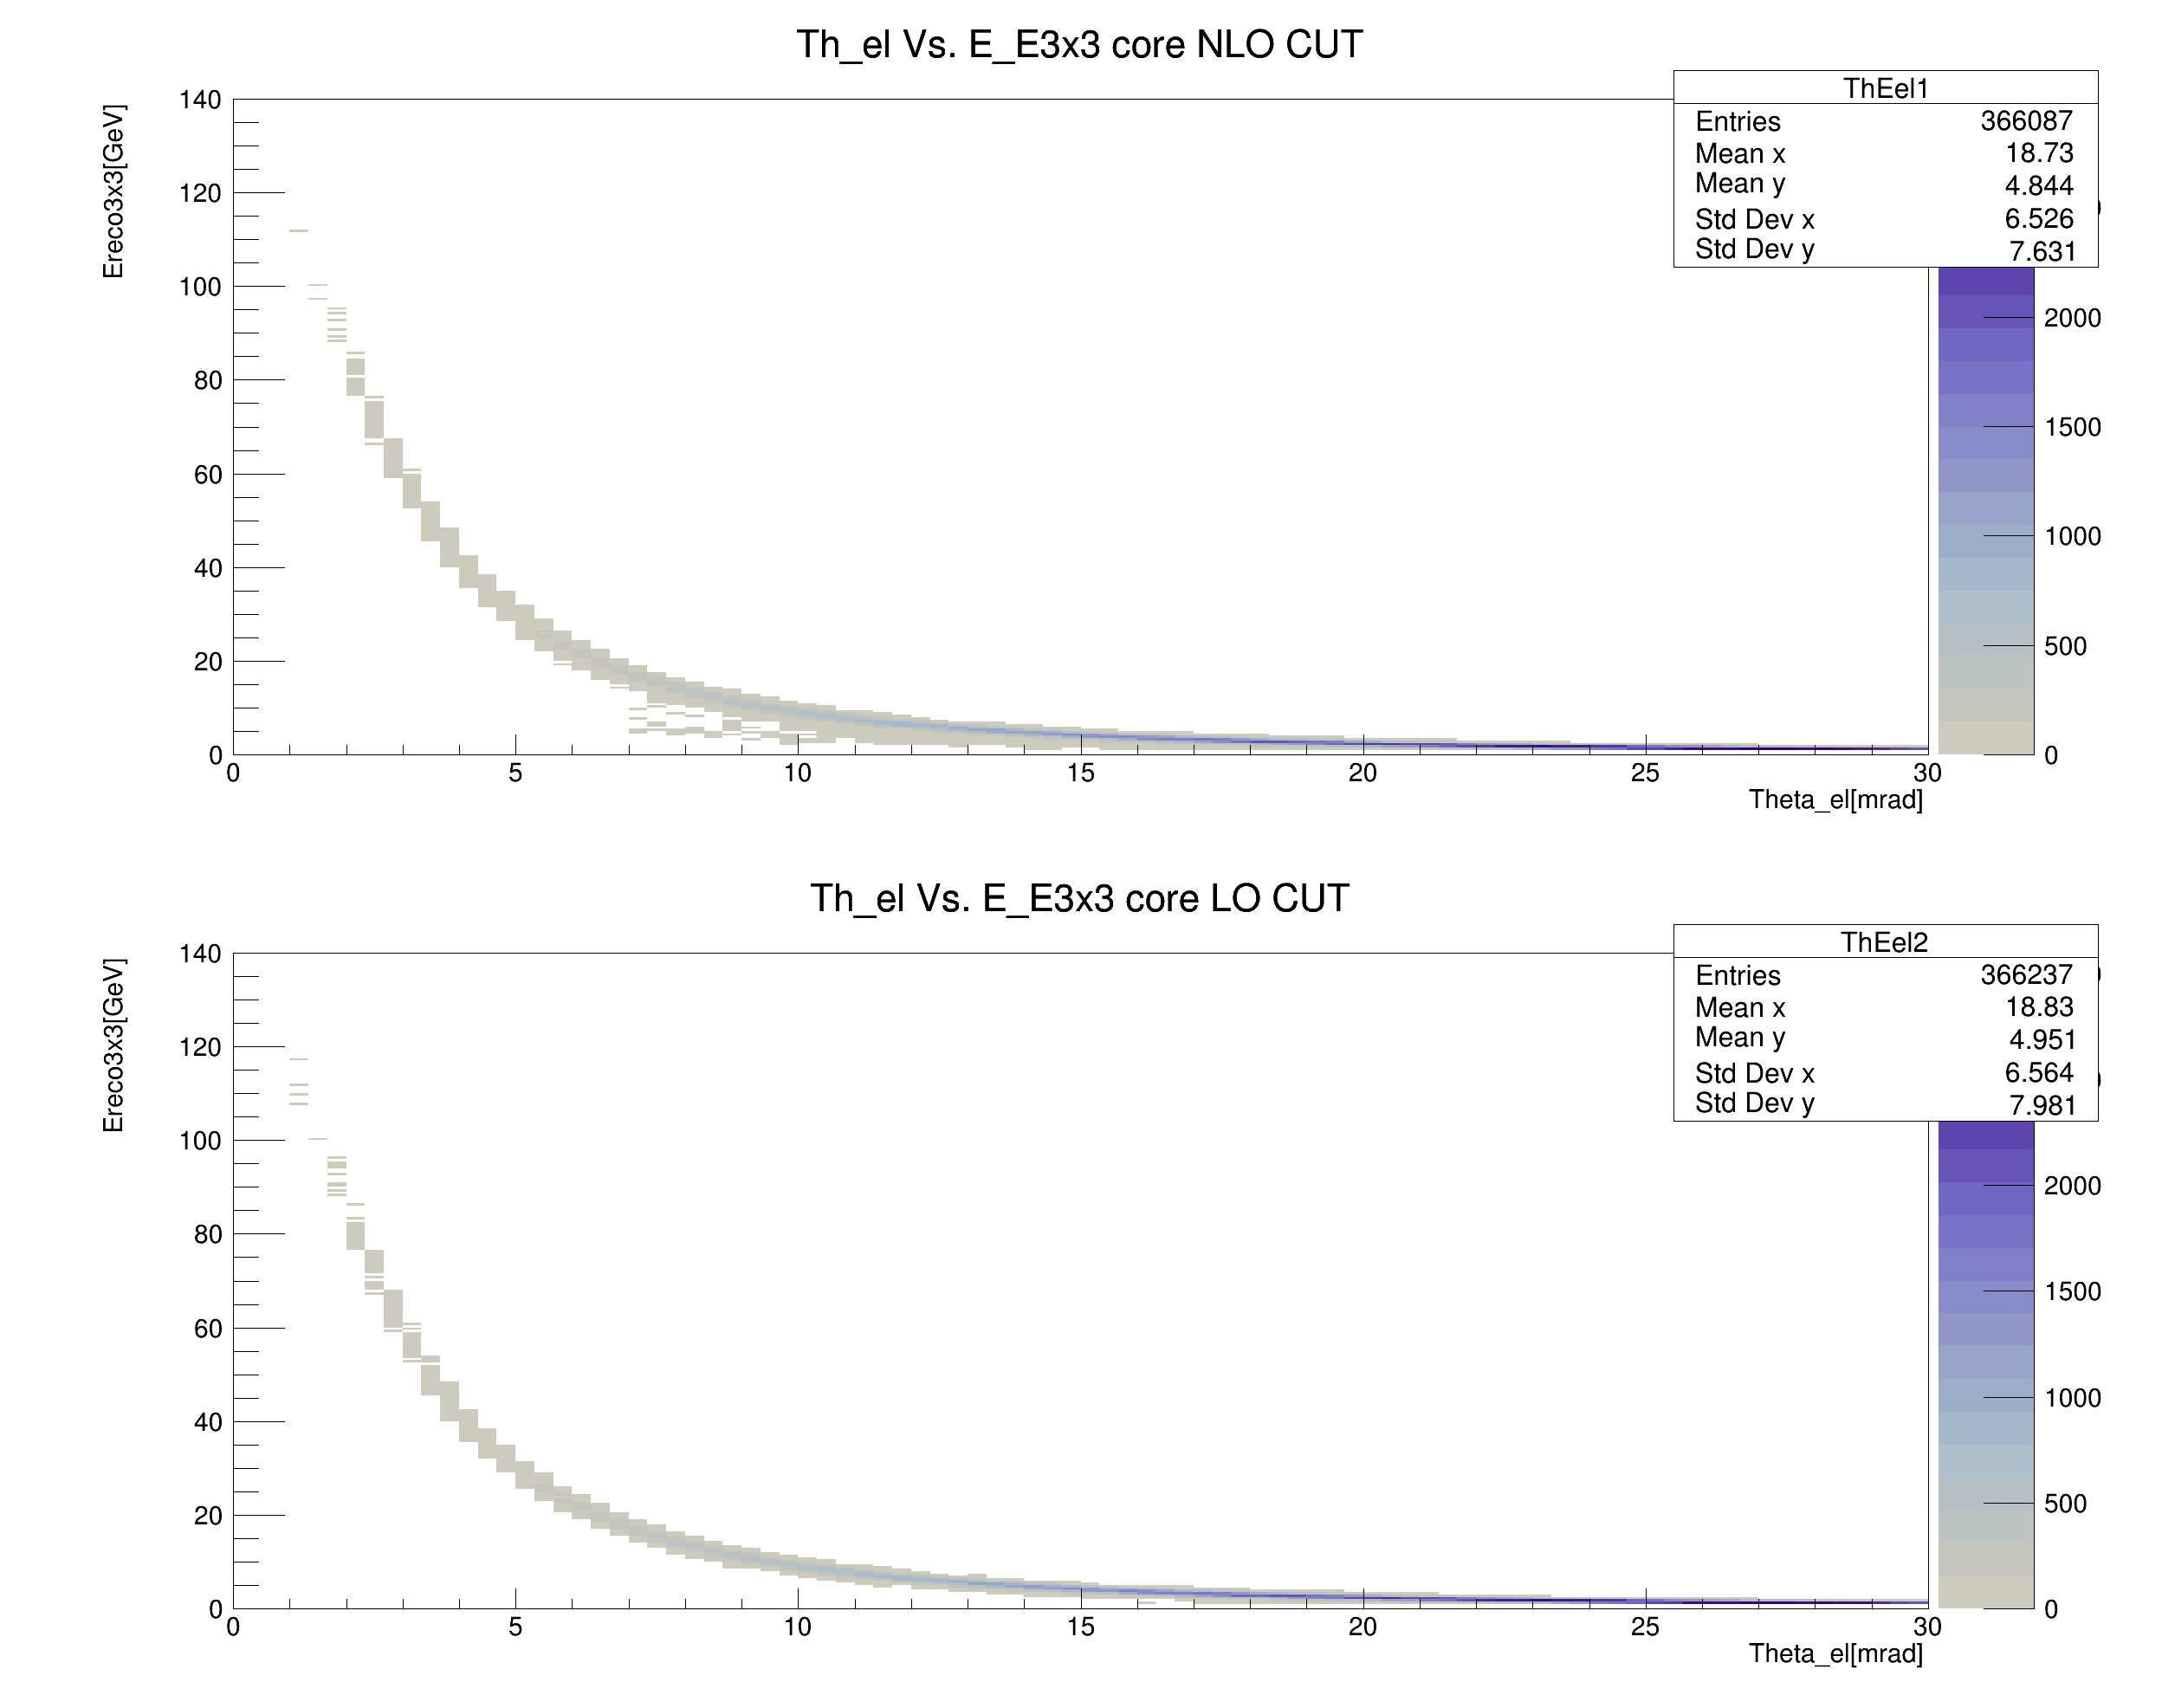 Th_el Vs. E_E3x3 core NLO CUT
ThEel1
Entries 366087
Mean x 18.73
Mean y 4.844
Std Dev x 6.526
Std Dev y 7.631
Ereco3x3[GeV]
140
120
100
80
60
40
20
0
0 5 10 15 20 25 30
Theta_el[mrad]
2000
1500
1000
500
0
Th_el Vs. E_E3x3 core LO CUT
ThEel2
Entries 366237
Mean x 18.83
Mean y 4.951
Std Dev x 6.564
Std Dev y 7.981
Ereco3x3[GeV]
140
120
100
80
60
40
20
0
0 5 10 15 20 25 30
Theta_el[mrad]
2000
1500
1000
500
0